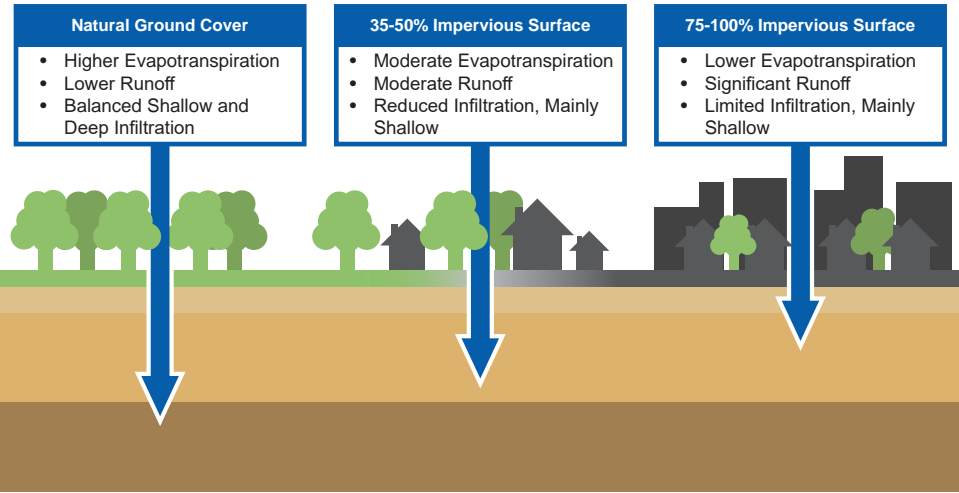 Natural Ground Cover
• Higher Evapotranspiration
• Lower Runoff
• Balanced Shallow and
Deep Infiltration
35-50% Impervious Surface
• Moderate Evapotranspiration
• Moderate Runoff
• Reduced Infiltration, Mainly
Shallow
75-100% Impervious Surface
• Lower Evapotranspiration
• Significant Runoff
• Limited Infiltration, Mainly
Shallow